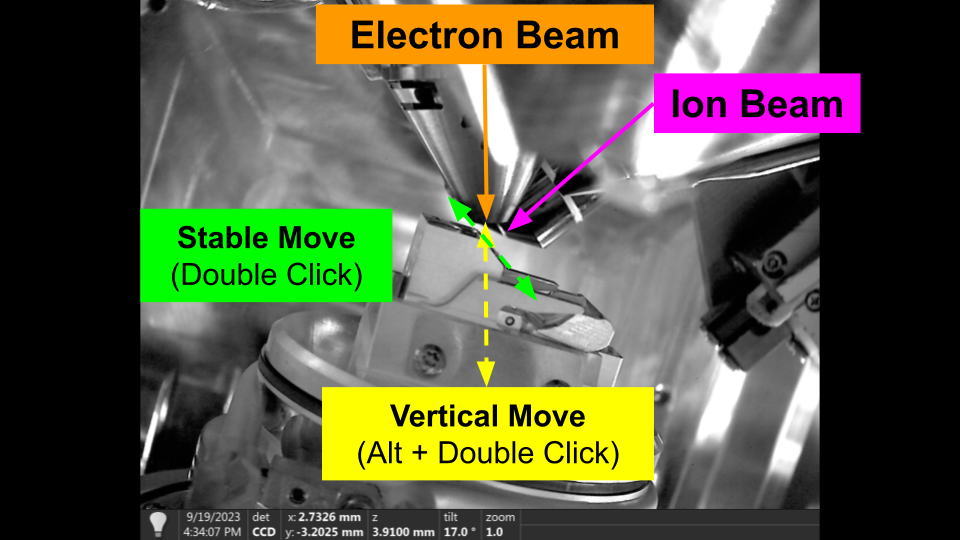 Electron Beam
Ion Beam
Stable Move
(Double Click)
Vertical Move
(Alt + Double Click)
9/19/2023 det x: 2.7326 mm z tilt zoom
4:34:07 PM CCD y: -3.2025 mm 3.9100 mm 17.0 ° 1.0